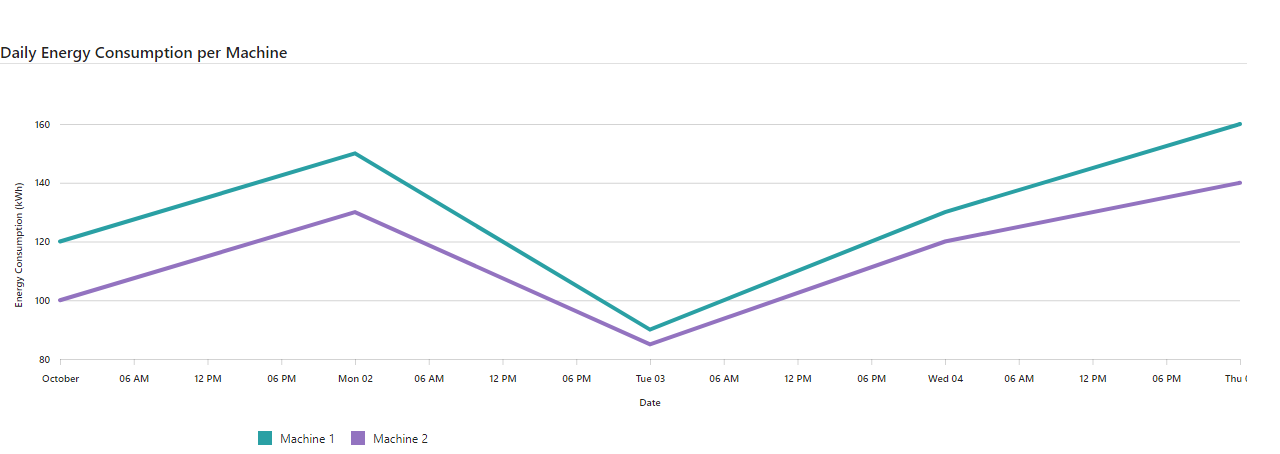 Daily Energy Consumption per Machine
160
140
120
100
80
Energy Consumption (kWh)
October 06 AM 12 PM 06 PM Mon 02 06 AM 12 PM 06 PM Tue 03 06 AM 12 PM 06 PM Wed 04 06 AM 12 PM 06 PM Thu
Date
Machine 1 Machine 2